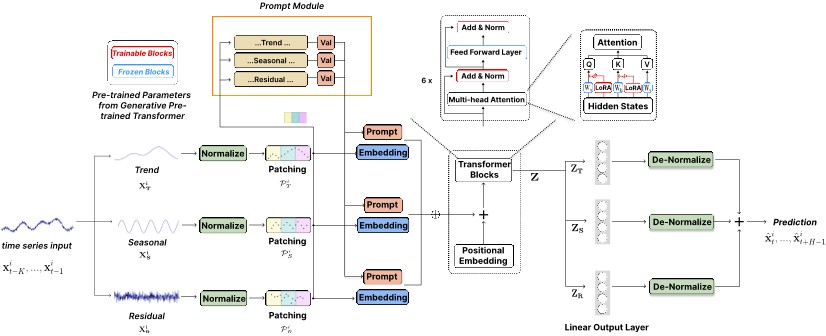 Prompt Module
...Trend ...
Val
...Seasonal ...
Val
...Residual ...
Val
Trainable Blocks
Frozen Blocks
Pre-trained Parameters
from Generative Pre-
trained Transformer
6 x
Add & Norm
Feed Forward Layer
Add & Norm
Multi-head Attention
Attention
Q
K
V
LoRA
LoRA
Hidden States
Trend
Normalize
Patching
Prompt
Embedding
Seasonal
Normalize
Patching
Prompt
Embedding
Residual
Normalize
Patching
Prompt
Embedding
time series input
Transformer
Blocks
+
Positional
Embedding
Z
Z_T
Z_S
Z_R
De-Normalize
De-Normalize
De-Normalize
+
Prediction
Linear Output Layer